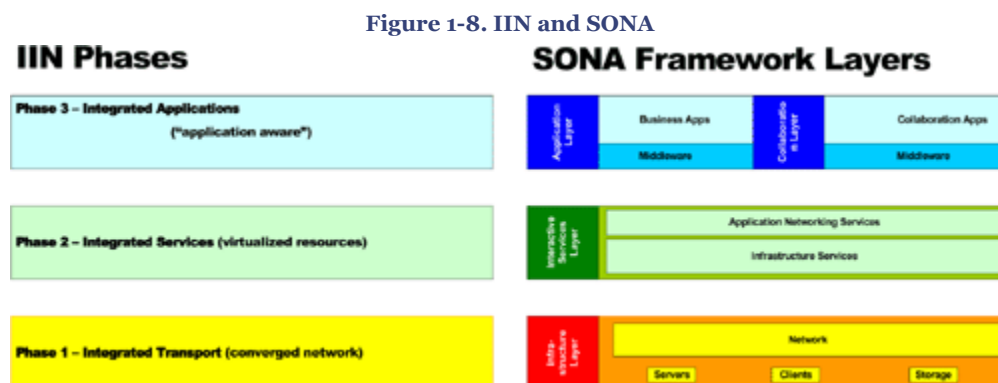 Figure 1-8. IIN and SONA
IIN Phases
SONA Framework Layers
Phase 3 – Integrated Applications
("application aware")
Phase 2 – Integrated Services (virtualized resources)
Phase 1 – Integrated Transport (converged network)
Application
Layer
Business Apps
Middleware
Collaboratio
n Layer
Collaboration Apps
Middleware
Interactive
Services
Layer
Application Networking Services
Infrastructure Services
Infra-
structure
Layer
Network
Servers
Clients
Storage